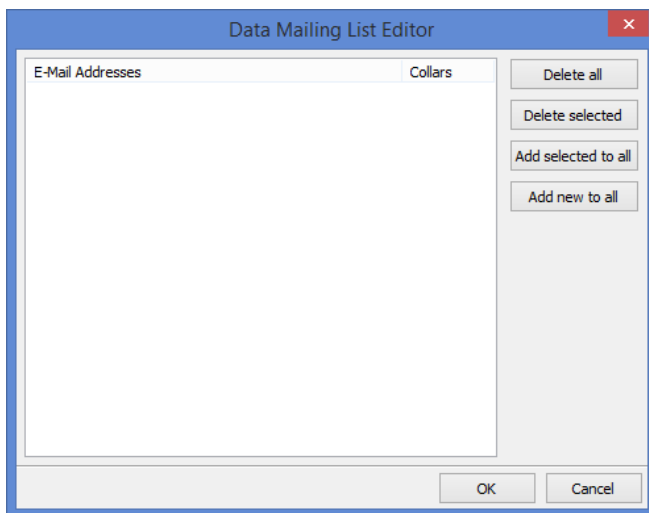 Data Mailing List Editor
E-Mail Addresses Collars
Delete all
Delete selected
Add selected to all
Add new to all
OK Cancel